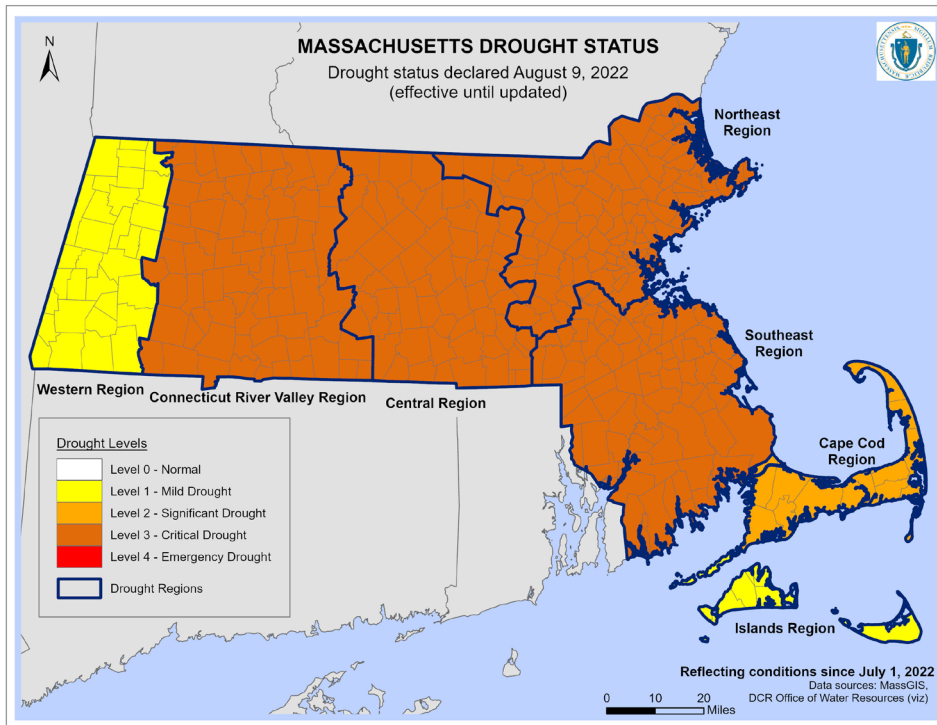 MASSACHUSETTS DROUGHT STATUS
Drought status declared August 9, 2022
(effective until updated)
N
Northeast
Region
Southeast
Region
Western Region
Connecticut River Valley Region
Central Region
Cape Cod
Region
Islands Region
Drought Levels
Level 0 - Normal
Level 1 - Mild Drought
Level 2 - Significant Drought
Level 3 - Critical Drought
Level 4 - Emergency Drought
Drought Regions
Reflecting conditions since July 1, 2022
Data sources: MassGIS,
DCR Office of Water Resources (viz)
0 10 20
Miles